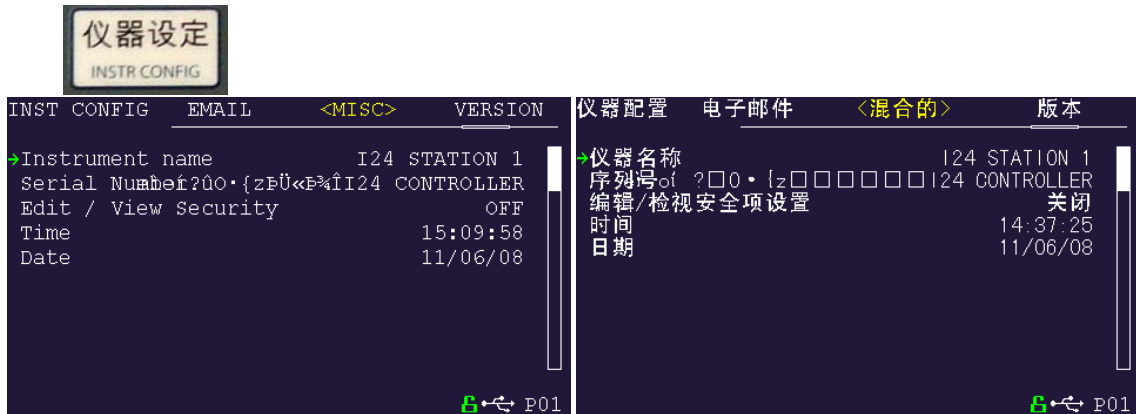 仪器设定
INSTR CONFIG
INST CONFIG EMAIL <MISC> VERSION
Instrument name I24 STATION 1
Serial I24 CONTROLLER
Edit / View Security OFF
Time 15:09:58
Date 11/06/08
P01
仪器配置 电子邮件 <混合的> 版本
仪器名称 I24 STATION 1
序列号 I24 CONTROLLER
编辑/检视安全项设置 关闭
时间 14:37:25
日期 11/06/08
P01